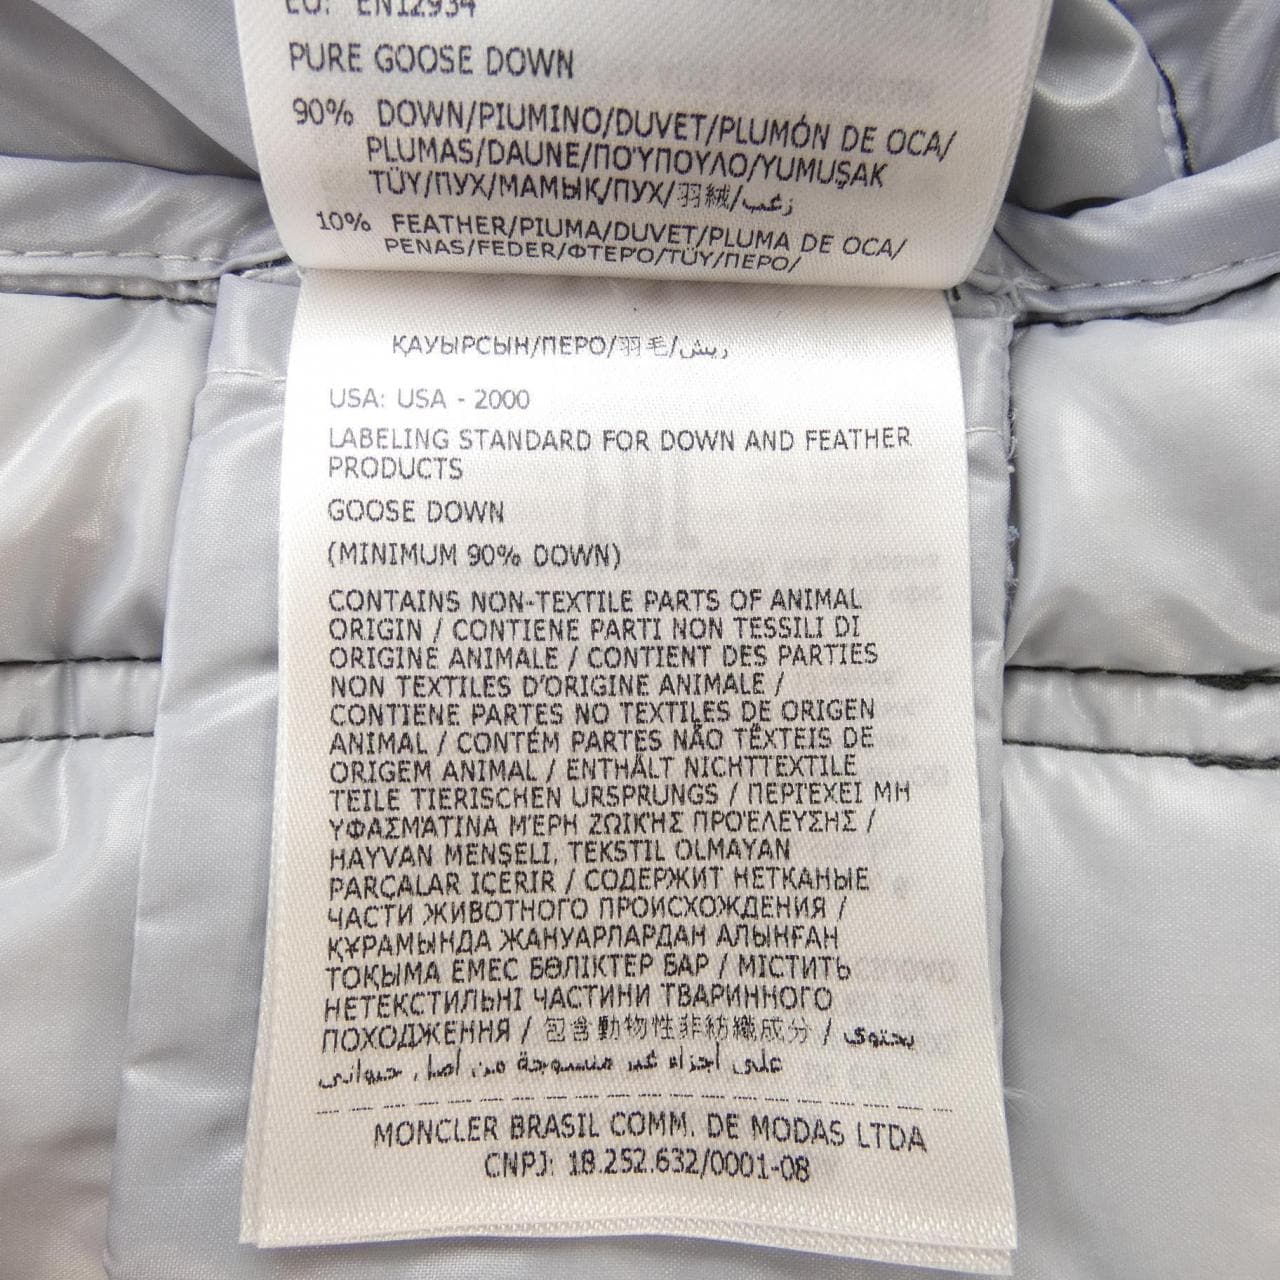 EU: EN12934
PURE GOOSE DOWN
90% DOWN/PIUMINO/DUVET/PLUMÓN DE OCA/
PLUMAS/DAUNE/ΠΟΎΠΟΥΛΟ/YUMUŞAK
TÜY/ПУХ/МАМЫҚ/ПУХ/羽絨/زغب
10% FEATHER/PIUMA/DUVET/PLUMA DE OCA/
PENAS/FEDER/ΦΤΕΡΌ/TÜY/ПЕРО/
ҚАУЫРСЫН/ПЕРО/羽毛/ريش
USA: USA - 2000
LABELING STANDARD FOR DOWN AND FEATHER
PRODUCTS
GOOSE DOWN
(MINIMUM 90% DOWN)
CONTAINS NON-TEXTILE PARTS OF ANIMAL
ORIGIN / CONTIENE PARTI NON TESSILI DI
ORIGINE ANIMALE / CONTIENT DES PARTIES
NON TEXTILES D'ORIGINE ANIMALE /
CONTIENE PARTES NO TEXTILES DE ORIGEN
ANIMAL / CONTÉM PARTES NÃO TÊXTEIS DE
ORIGEM ANIMAL / ENTHÄLT NICHTTEXTILE
TEILE TIERISCHEN URSPRUNGS / ΠΕΡΙΈΧΕΙ ΜΗ
ΥΦΑΣΜΆΤΙΝΑ ΜΈΡΗ ΖΩΙΚΉΣ ΠΡΟΈΛΕΥΣΗΣ /
HAYVAN MENŞELI, TEKSTIL OLMAYAN
PARÇALAR IÇERIR / СОДЕРЖИТ НЕТКАНЫЕ
ЧАСТИ ЖИВОТНОГО ПРОИСХОЖДЕНИЯ /
ҚҰРАМЫНДА ЖАНУАРЛАРДАН АЛЫНҒАН
ТОҚЫМА ЕМЕС БӨЛІКТЕР БАР / МІСТИТЬ
НЕТЕКСТИЛЬНІ ЧАСТИНИ ТВАРИННОГО
ПОХОДЖЕННЯ / 包含動物性非紡織成分 / يحتوي
على أجزاء غير منسوجة من أصل حيواني
MONCLER BRASIL COMM. DE MODAS LTDA
CNPJ: 18.252.632/0001-08